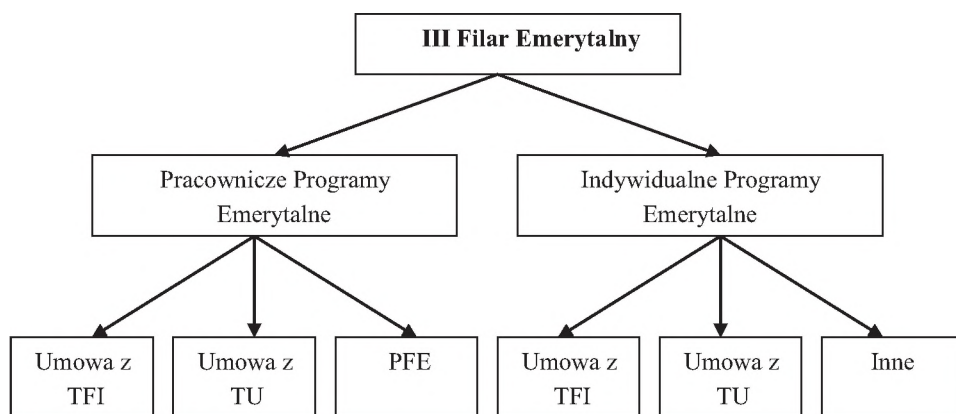 III Filar Emerytalny
Pracownicze Programy
Emerytalne
Indywidualne Programy
Emerytalne
Umowa z
TFI
Umowa z
TU
PFE
Umowa z
TFI
Umowa z
TU
Inne